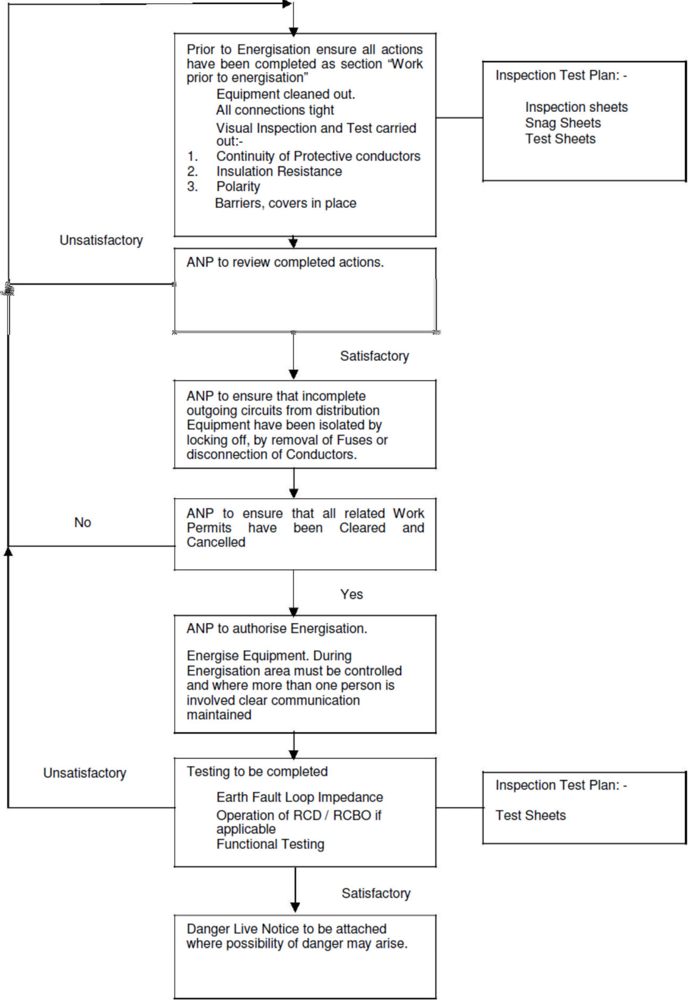 Prior to Energisation ensure all actions
have been completed as section “Work
prior to energisation”
Equipment cleaned out.
All connections tight
Visual Inspection and Test carried
out:-
1. Continuity of Protective conductors
2. Insulation Resistance
3. Polarity
Barriers, covers in place
Inspection Test Plan: -
Inspection sheets
Snag Sheets
Test Sheets
Unsatisfactory
ANP to review completed actions.
Satisfactory
ANP to ensure that incomplete
outgoing circuits from distribution
Equipment have been isolated by
locking off, by removal of Fuses or
disconnection of Conductors.
No
ANP to ensure that all related Work
Permits have been Cleared and
Cancelled
Yes
ANP to authorise Energisation.
Energise Equipment. During
Energisation area must be controlled
and where more than one person is
involved clear communication
maintained
Unsatisfactory
Testing to be completed
Earth Fault Loop Impedance
Operation of RCD / RCBO if
applicable
Functional Testing
Inspection Test Plan: -
Test Sheets
Satisfactory
Danger Live Notice to be attached
where possibility of danger may arise.